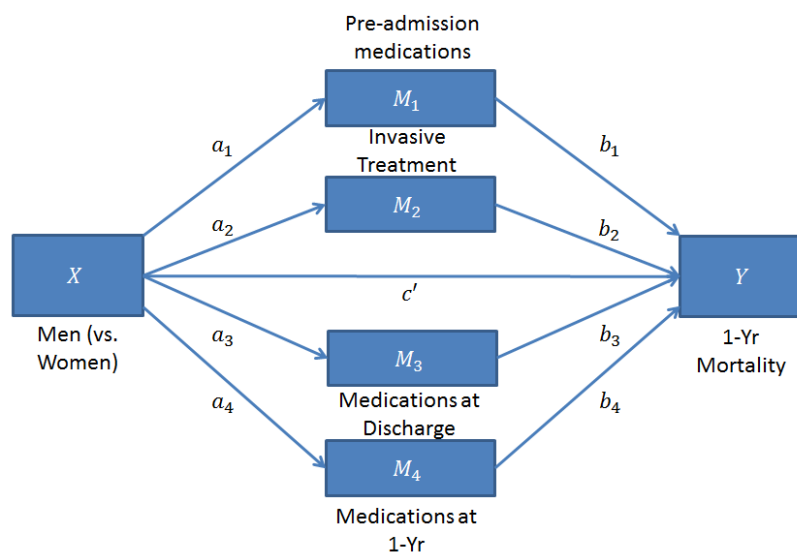 Pre-admission
medications
M₁
a₁
b₁
Invasive
Treatment
M₂
a₂
b₂
X
Y
c′
Men (vs.
Women)
1-Yr
Mortality
a₃
b₃
M₃
Medications at
Discharge
a₄
b₄
M₄
Medications at
1-Yr